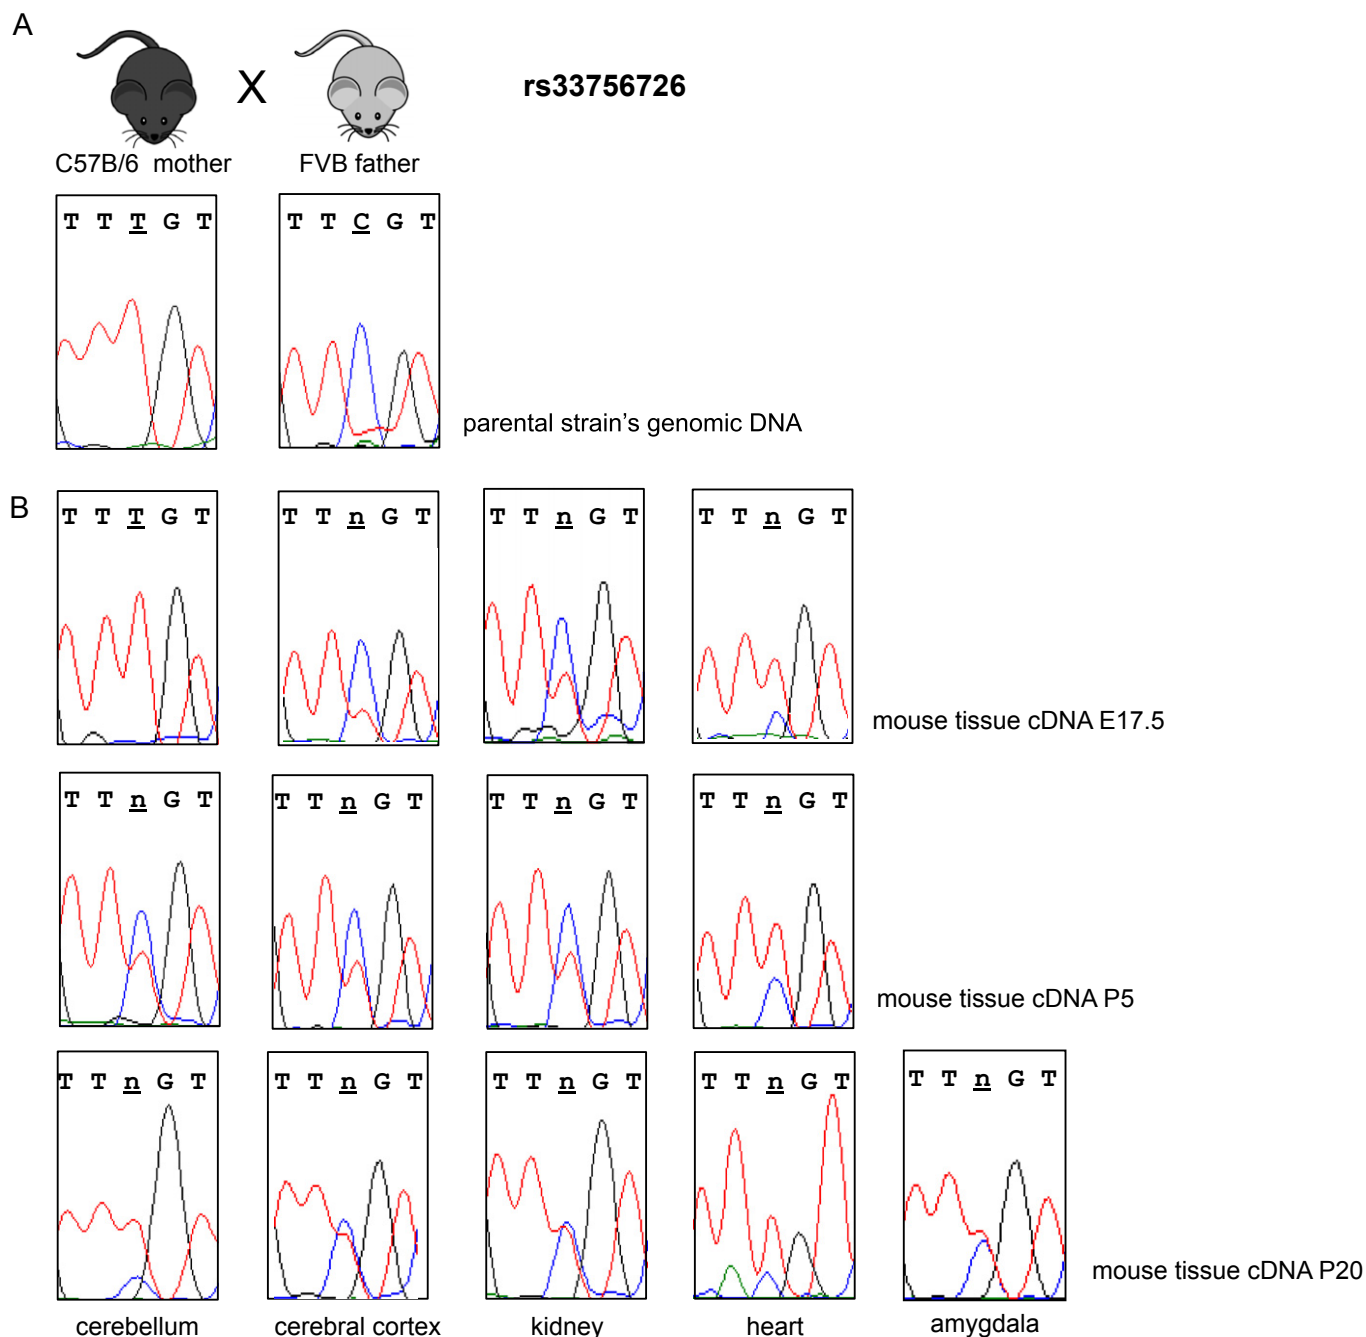 A
X
rs33756726
C57B/6 mother
FVB father
T T T G T
T T C G T
parental strain's genomic DNA
B
T T T G T
T T n G T
T T n G T
T T n G T
mouse tissue cDNA E17.5
T T n G T
T T n G T
T T n G T
T T n G T
mouse tissue cDNA P5
T T n G T
T T n G T
T T n G T
T T n G T
T T n G T
mouse tissue cDNA P20
cerebellum
cerebral cortex
kidney
heart
amygdala